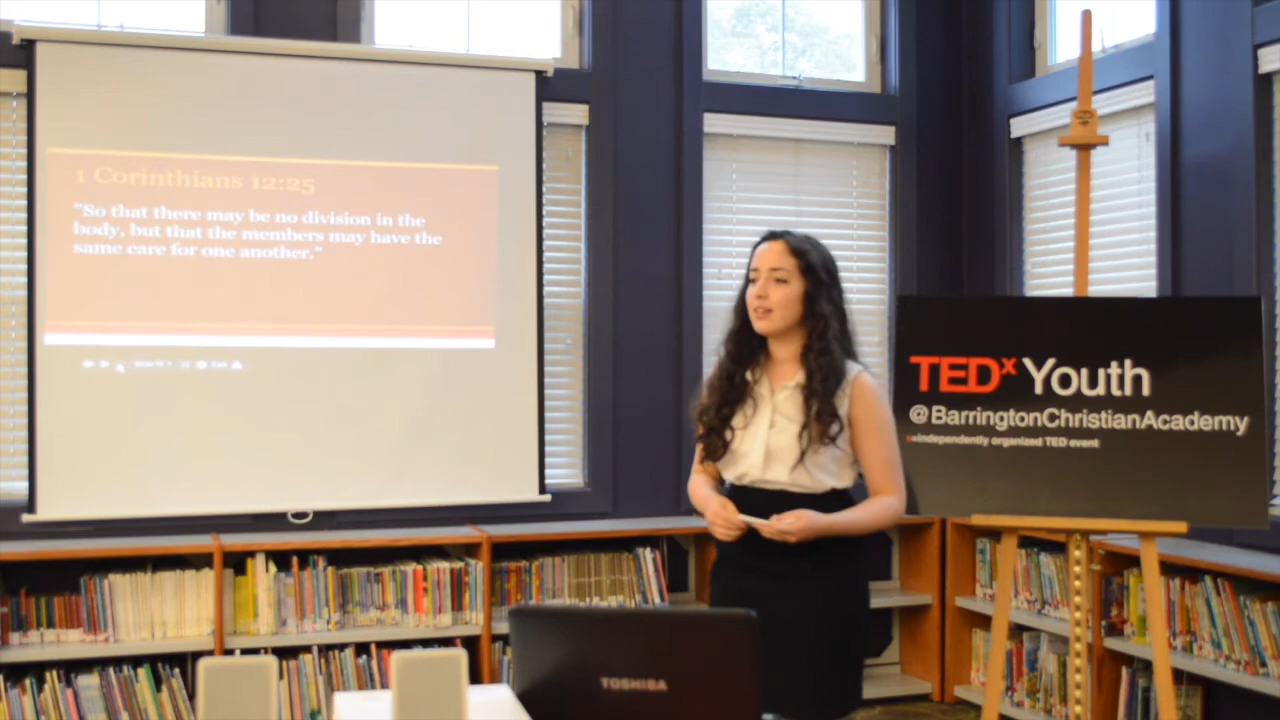 1 Corinthians 12:25
"So that there may be no division in the
body, but that the members may have the
same care for one another."
TEDx Youth
@BarringtonChristianAcademy
x=independently organized TED event
TOSHIBA